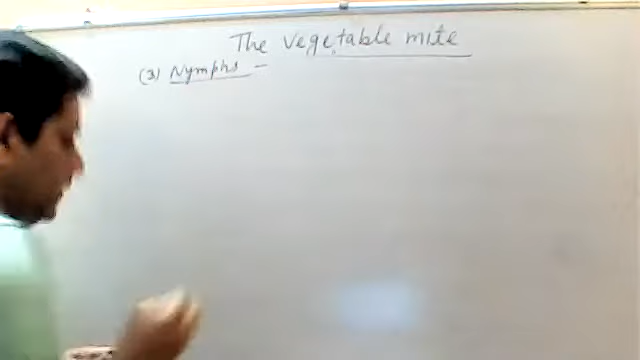 The vegetable mite
(3) Nymphs –